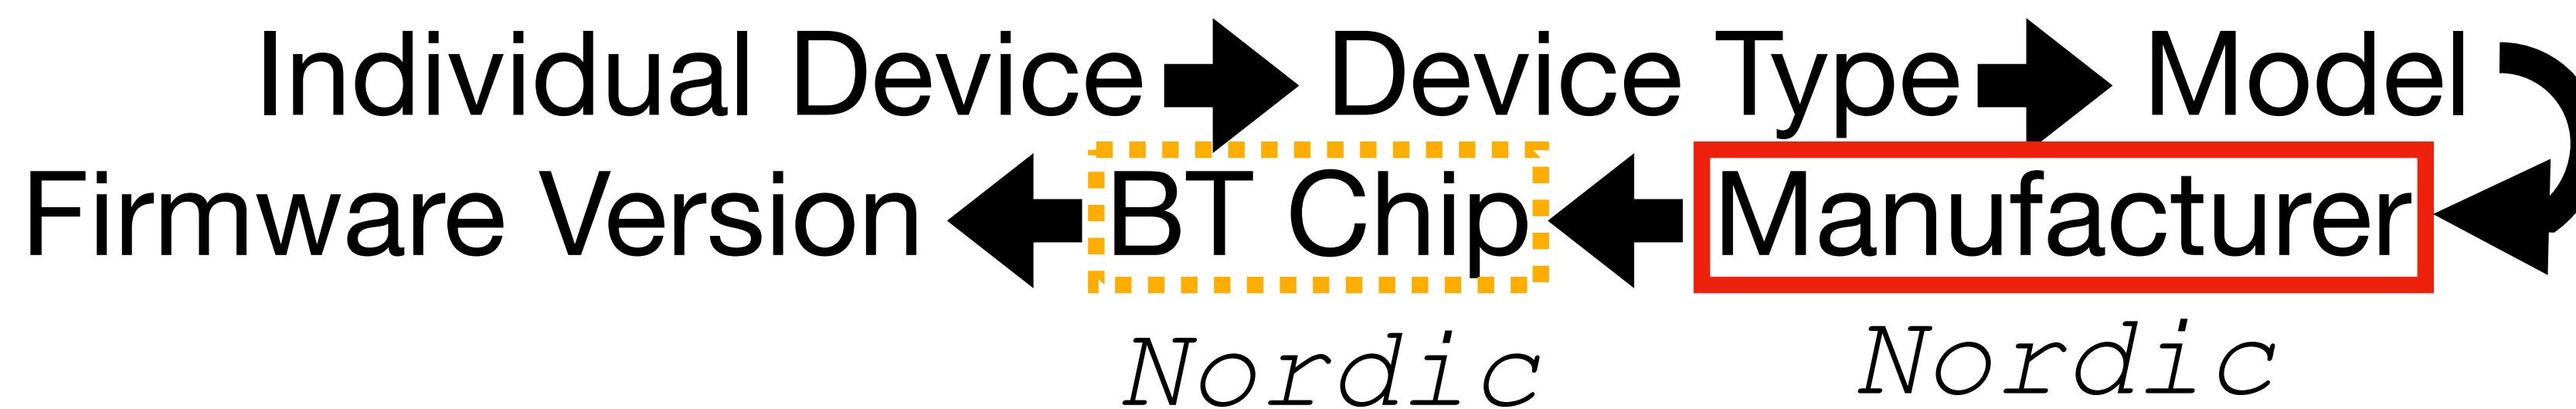 Individual Device Device Type Model
Firmware Version BT Chip Manufacturer
Nordic Nordic